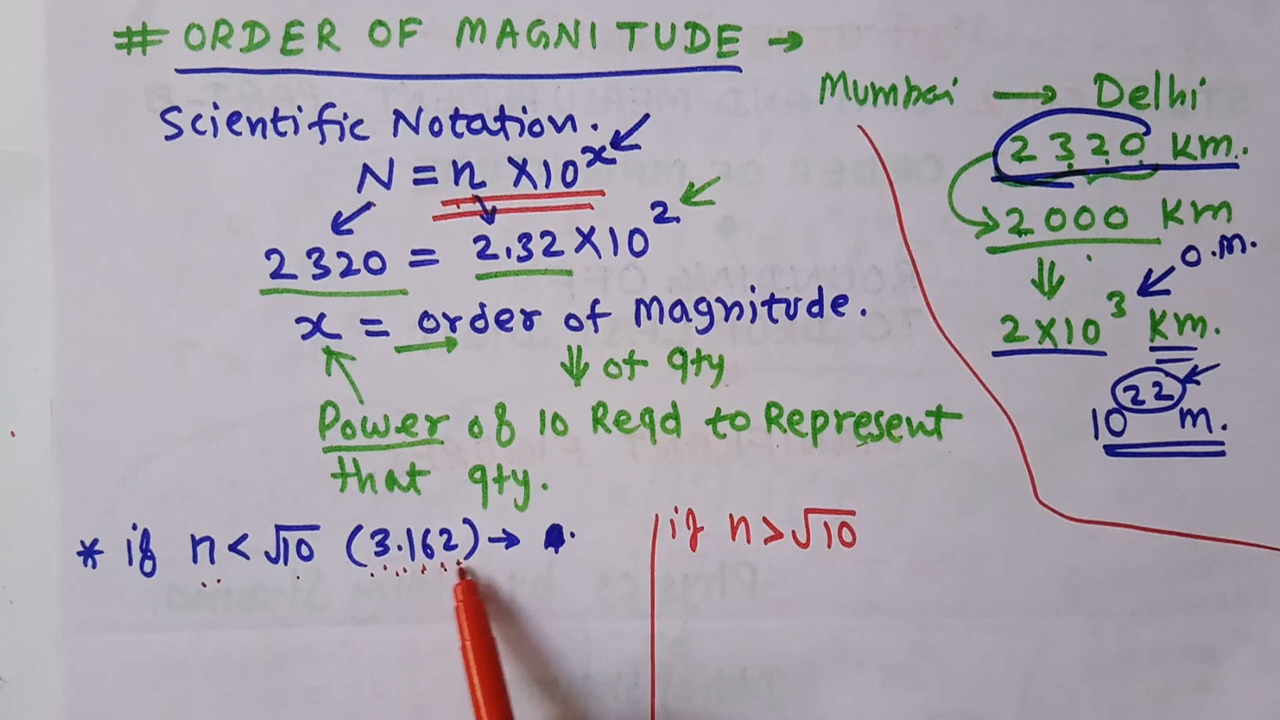 # ORDER OF MAGNITUDE →
Scientific Notation.
N = n ×10^x
2320 = 2.32×10^2
x = order of Magnitude.
⇓ of qty
Power of 10 Reqd to Represent
that qty.
* if n < √10 (3.162) →
if n > √10
Mumbai → Delhi
2320 Km.
2000 Km
O.M.
⇓
2×10^3 Km.
10^22 m.